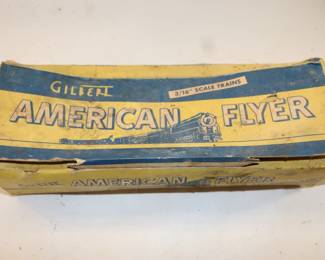 GILBERT
3/16" SCALE TRAINS
AMERICAN FLYER
AMERICAN FLYER